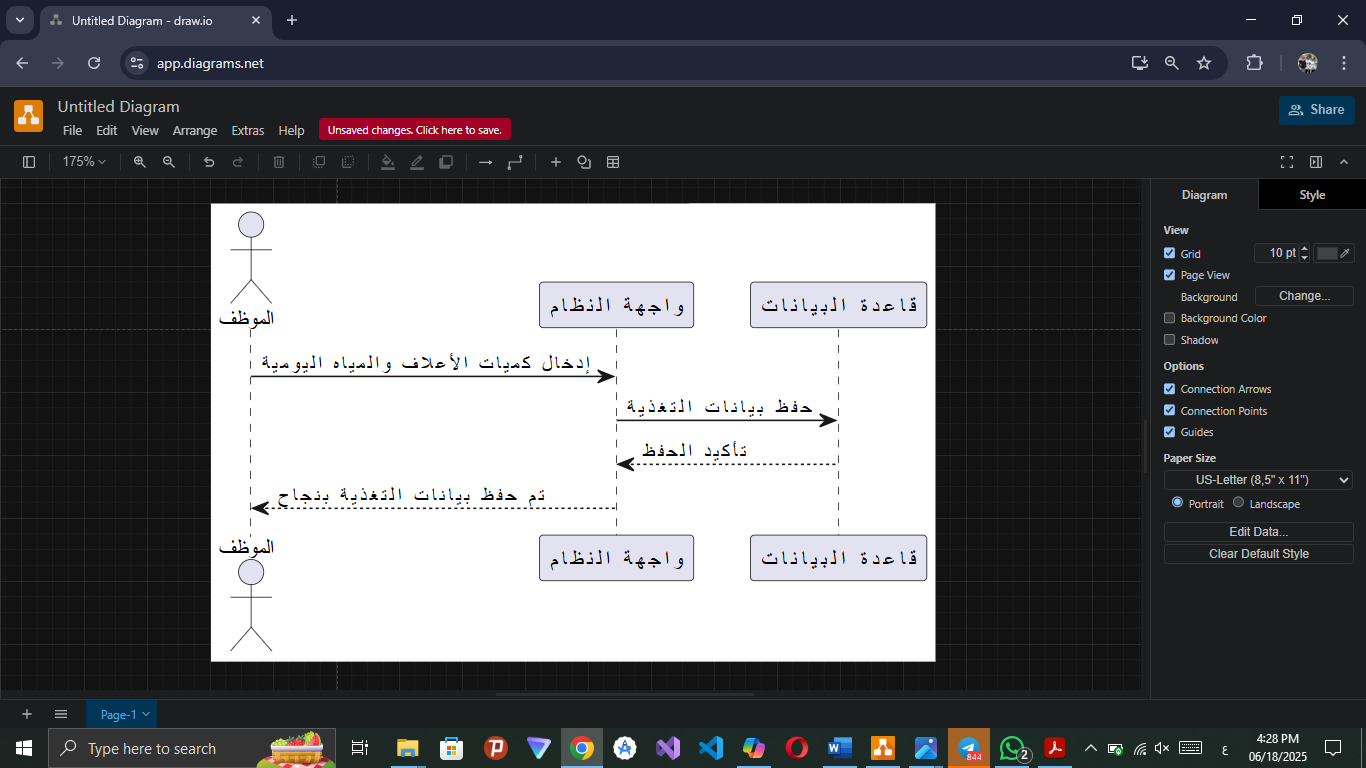 Untitled Diagram - draw.io
app.diagrams.net
Untitled Diagram
Share
File Edit View Arrange Extras Help
Unsaved changes. Click here to save.
175%
Diagram Style
View
Grid 10 pt
Page View
Background Change...
Background Color
Shadow
Options
Connection Arrows
Connection Points
Guides
Paper Size
US-Letter (8,5" x 11")
Portrait Landscape
Edit Data...
Clear Default Style
واجهة النظام
قاعدة البيانات
الموظف
إدخال كميات الأعلاف والمياه اليومية
حفظ بيانات التغذية
تأكيد الحفظ
تم حفظ بيانات التغذية بنجاح
الموظف
واجهة النظام
قاعدة البيانات
Page-1
Type here to search
844
2
ع
4:28 PM
06/18/2025